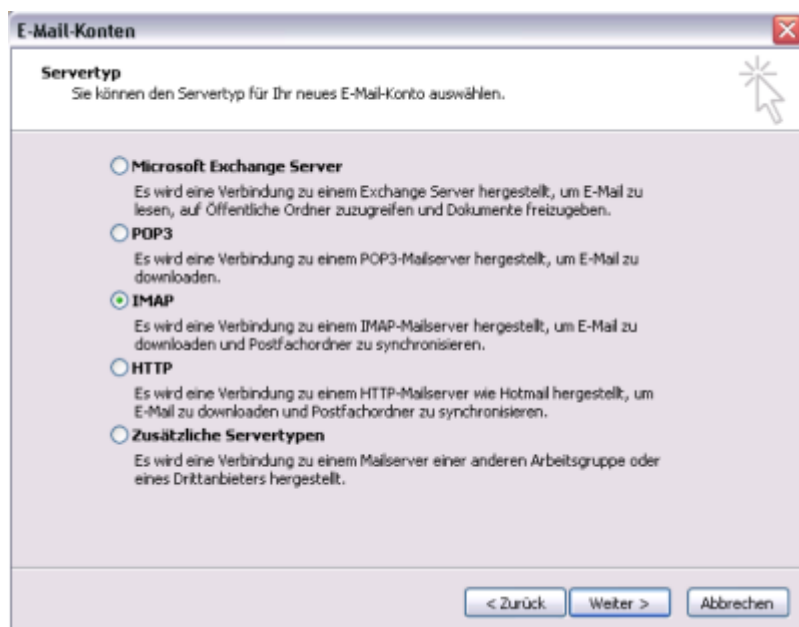 E-Mail-Konten
Servertyp
Sie können den Servertyp für Ihr neues E-Mail-Konto auswählen.
Microsoft Exchange Server
Es wird eine Verbindung zu einem Exchange Server hergestellt, um E-Mail zu
lesen, auf Öffentliche Ordner zuzugreifen und Dokumente freizugeben.
POP3
Es wird eine Verbindung zu einem POP3-Mailserver hergestellt, um E-Mail zu
downloaden.
IMAP
Es wird eine Verbindung zu einem IMAP-Mailserver hergestellt, um E-Mail zu
downloaden und Postfachordner zu synchronisieren.
HTTP
Es wird eine Verbindung zu einem HTTP-Mailserver wie Hotmail hergestellt, um
E-Mail zu downloaden und Postfachordner zu synchronisieren.
Zusätzliche Servertypen
Es wird eine Verbindung zu einem Mailserver einer anderen Arbeitsgruppe oder
eines Drittanbieters hergestellt.
< Zurück Weiter > Abbrechen